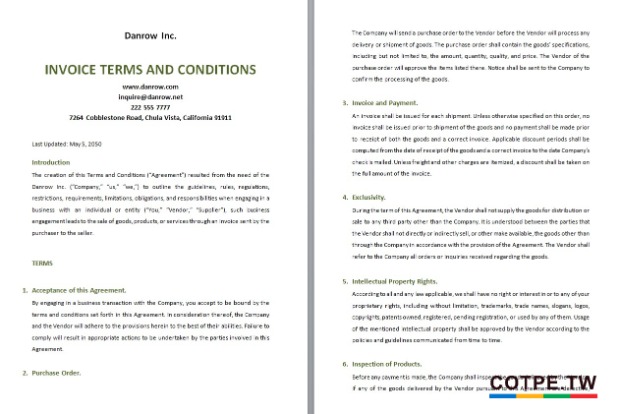 Danrow Inc.
INVOICE TERMS AND CONDITIONS
www.danrow.com
inquire@danrow.net
222 555 7777
7264 Cobblestone Road, Chula Vista, California 91911
Last Updated: May 5, 2050
Introduction
The creation of this Terms and Conditions ("Agreement") resulted from the need of the
Danrow Inc. ("Company," "us," "we,") to outline the guidelines, rules, regulations,
restrictions, requirements, limitations, obligations, and responsibilities when engaging in a
business with an individual or entity ("You," "Vendor," "Supplier"), such business
engagement leads to the sale of goods, products, or services through an invoice sent by the
purchaser to the seller.
TERMS
1. Acceptance of this Agreement.
By engaging in a business transaction with the Company, you accept to be bound by the
terms and conditions set forth in this Agreement. In consideration thereof, the Company
and the Vendor will adhere to the provisions herein to the best of their abilities. Failure to
comply will result in appropriate actions to be undertaken by the parties involved in this
Agreement.
2. Purchase Order.
The Company will send a purchase order to the Vendor before the Vendor will process any
delivery or shipment of goods. The purchase order shall contain the goods' specifications,
including but not limited to, the amount, quantity, quality, and price. The Vendor of the
purchase order will approve the items listed there. Notice shall be sent to the Company to
confirm the processing of the goods.
3. Invoice and Payment.
An invoice shall be issued for each shipment. Unless otherwise specified on this order, no
invoice shall be issued prior to shipment of the goods and no payment shall be made prior
to receipt of both the goods and a correct invoice. Applicable discount periods shall be
computed from the date of receipt of the goods and a correct invoice to the date Company's
check is mailed. Unless freight and other charges are itemized, a discount shall be taken on
the full amount of the invoice.
4. Exclusivity.
During the term of this Agreement, the Vendor shall not supply the goods for distribution or
sale to any third party other than the Company. It is understood between the parties that
the Vendor shall not directly or indirectly sell, or other make available, the goods other than
through the Company in accordance with the provision of the Agreement. The Vendor shall
refer to the Company all orders or inquiries received regarding the goods.
5. Intellectual Property Rights.
According to all and any law applicable, we shall have no right or interest in or to any of your
proprietary rights, including without limitation, trademarks, trade names, slogans, logos,
copyrights, patents owned, registered, pending registration, or used by any of them. Usage
of the mentioned intellectual property shall be approved by the Vendor according to the
policies and guidelines communicated from time to time.
6. Inspection of Products.
Before any payment is made, the Company shall inspect
if any of the goods delivered by the Vendor
COTPE.TW